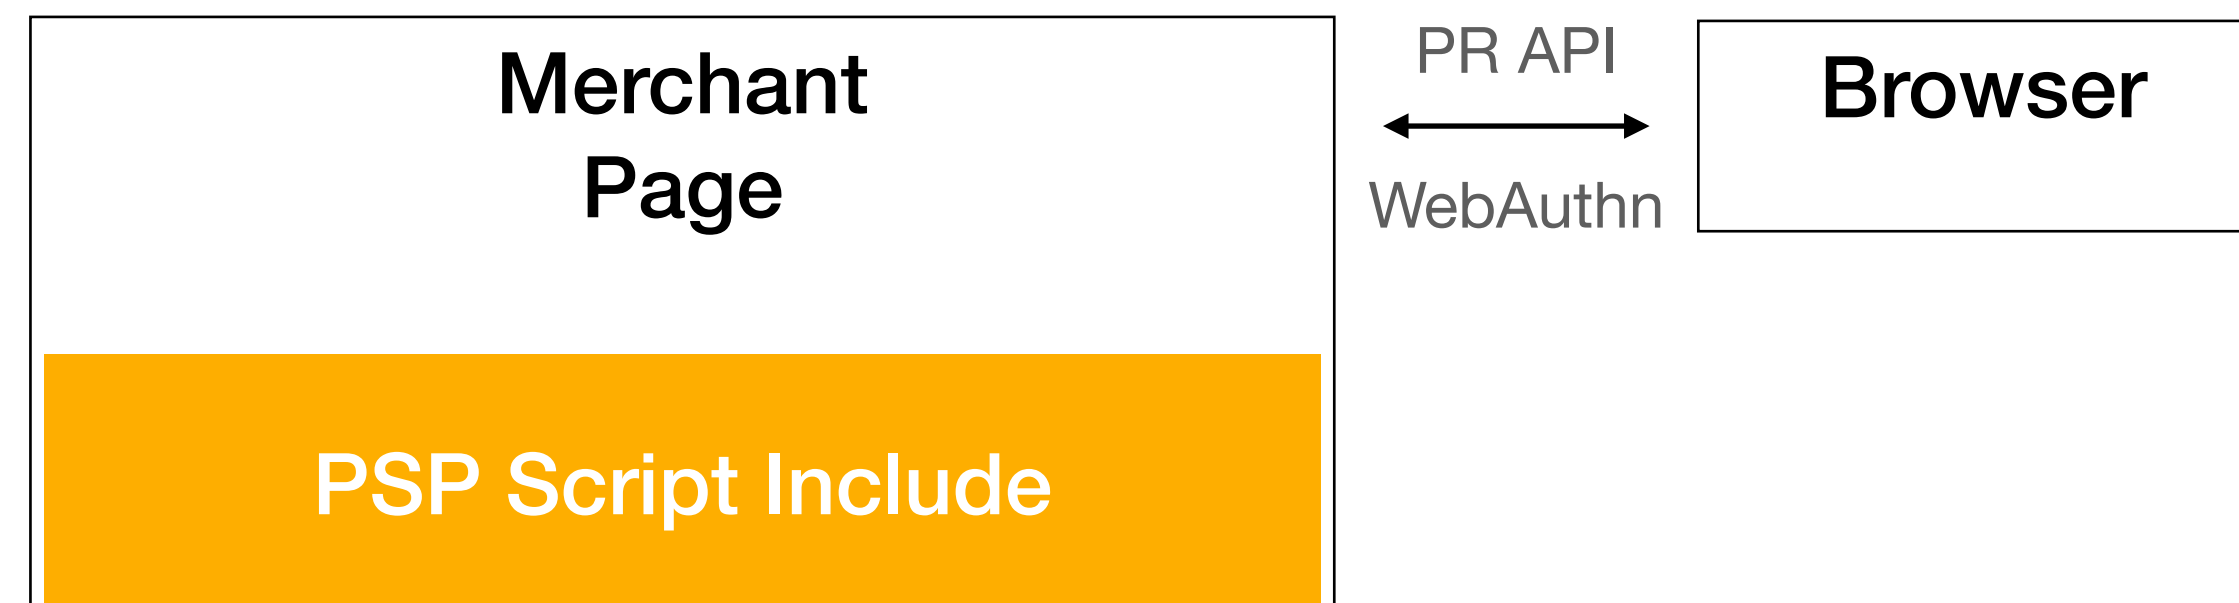 Merchant
Page
PR API
WebAuthn
Browser
PSP Script Include